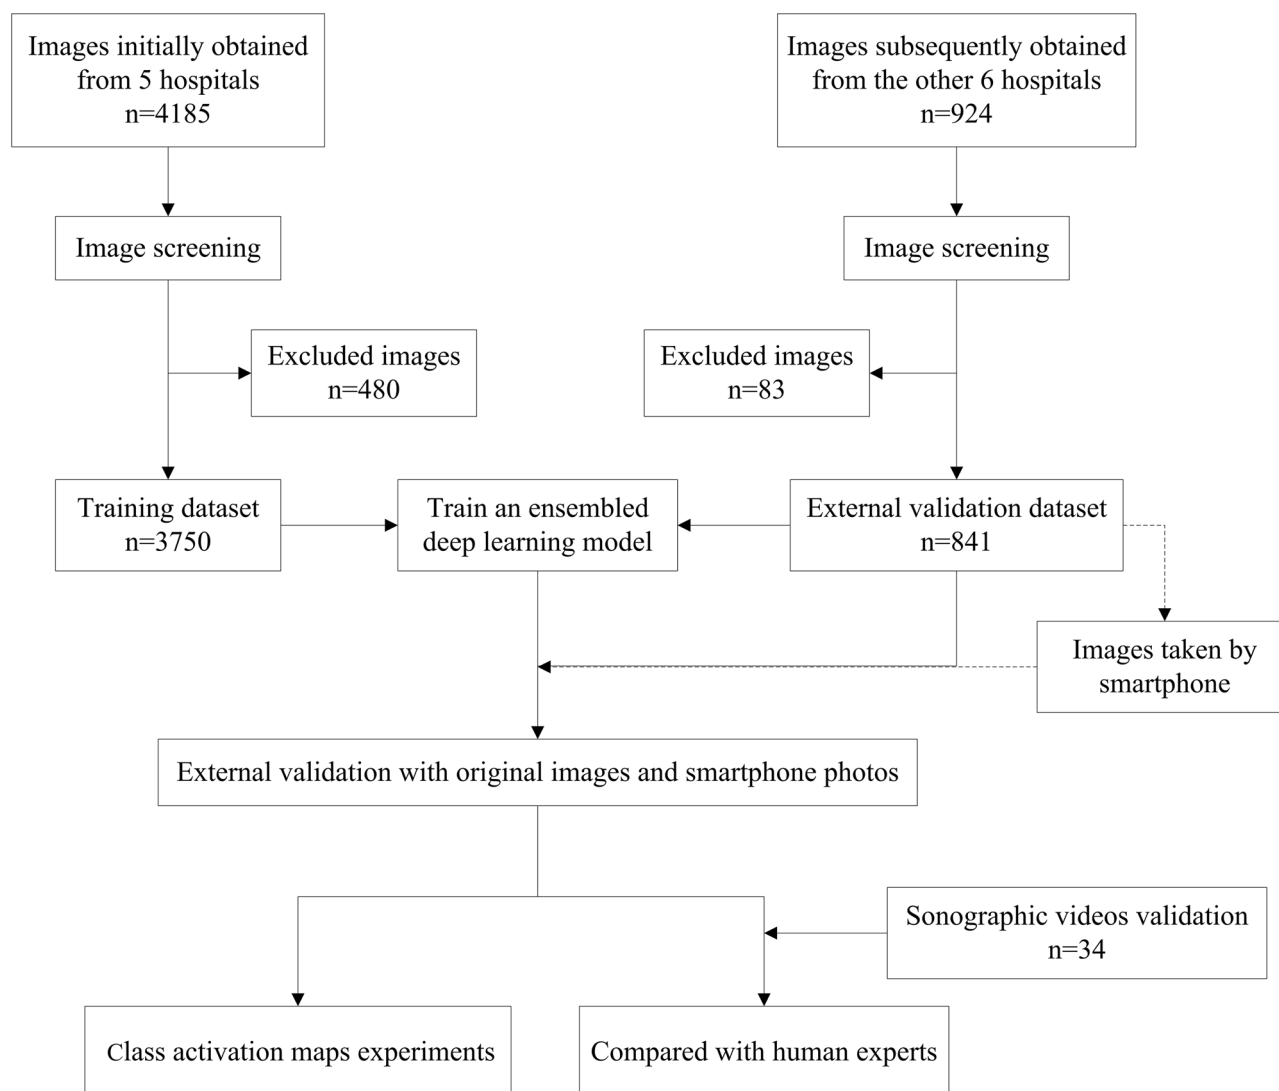 Images initially obtained
from 5 hospitals
n=4185
Images subsequently obtained
from the other 6 hospitals
n=924
Image screening
Image screening
Excluded images
n=480
Excluded images
n=83
Training dataset
n=3750
Train an ensembled
deep learning model
External validation dataset
n=841
Images taken by
smartphone
External validation with original images and smartphone photos
Sonographic videos validation
n=34
Class activation maps experiments
Compared with human experts